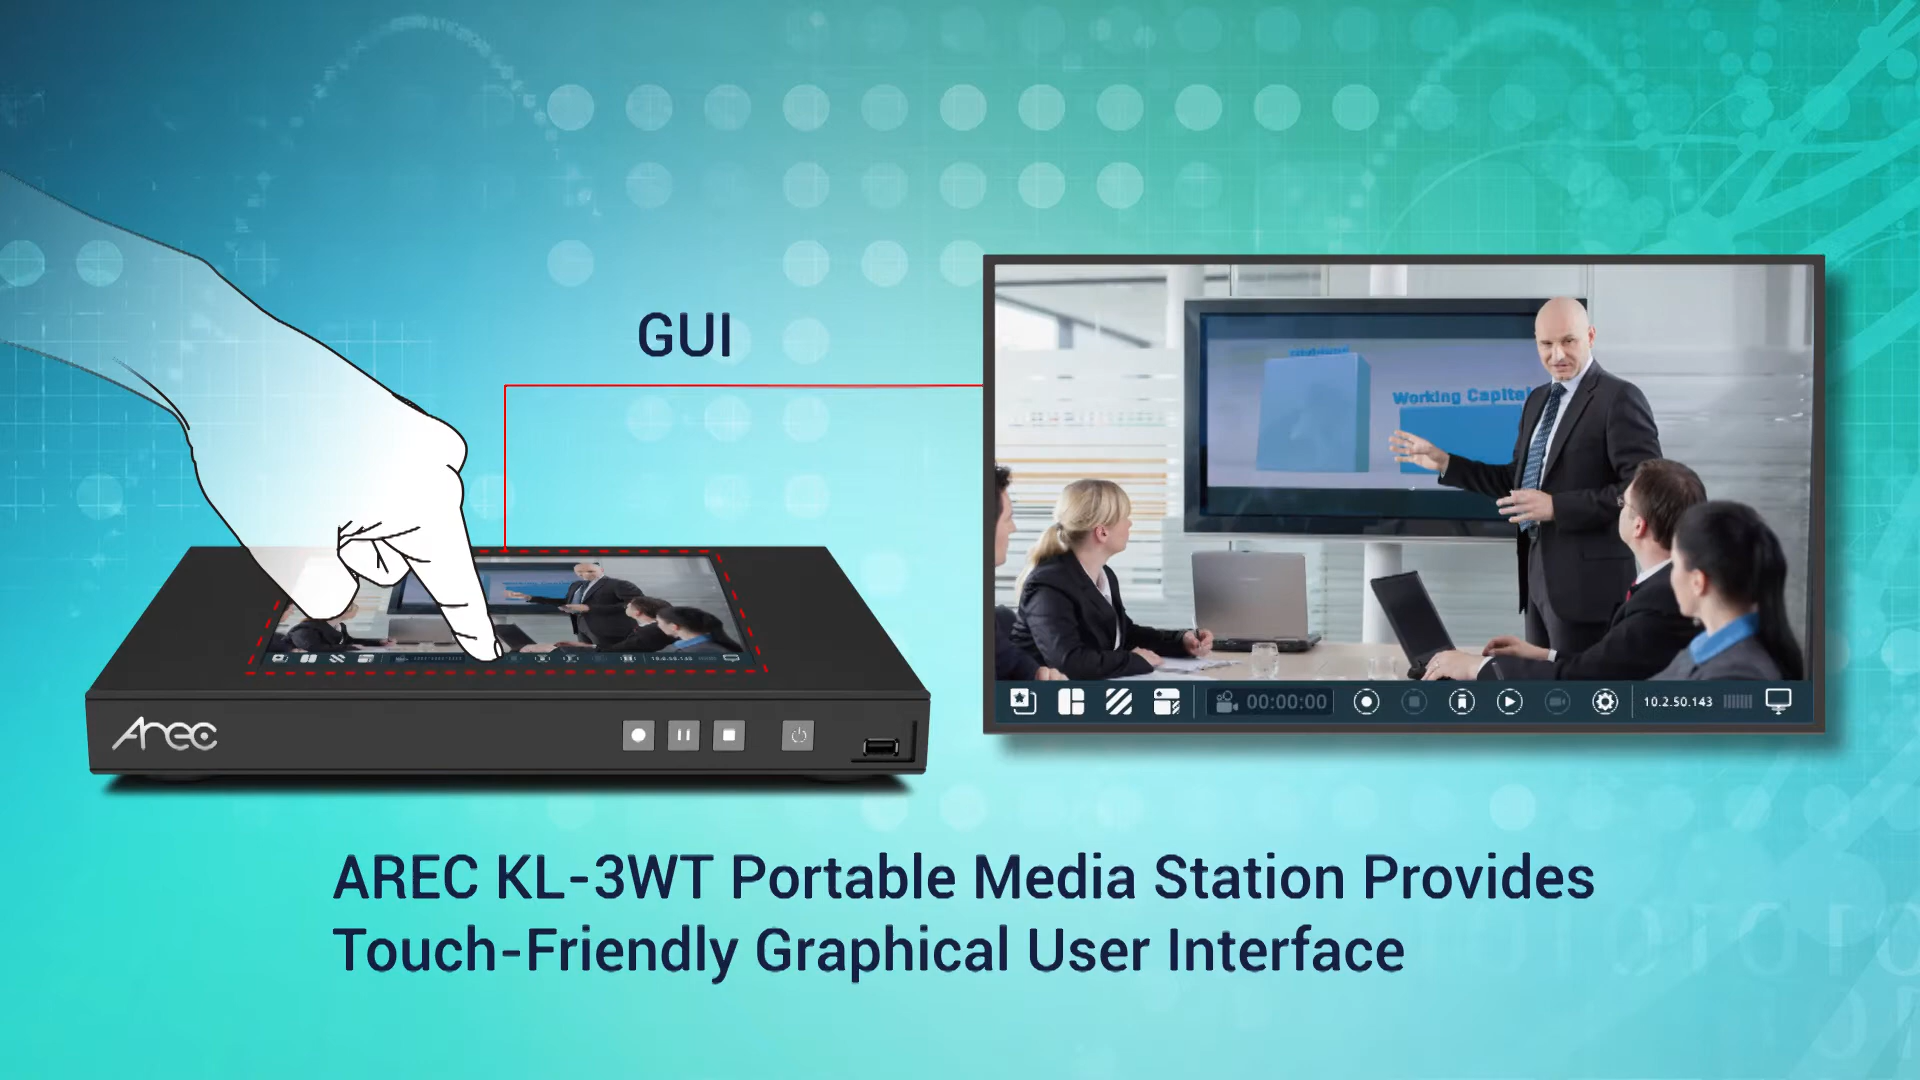 GUI
Working Capital
00:00:00
10.2.50.143
Arec
AREC KL-3WT Portable Media Station Provides
Touch-Friendly Graphical User Interface